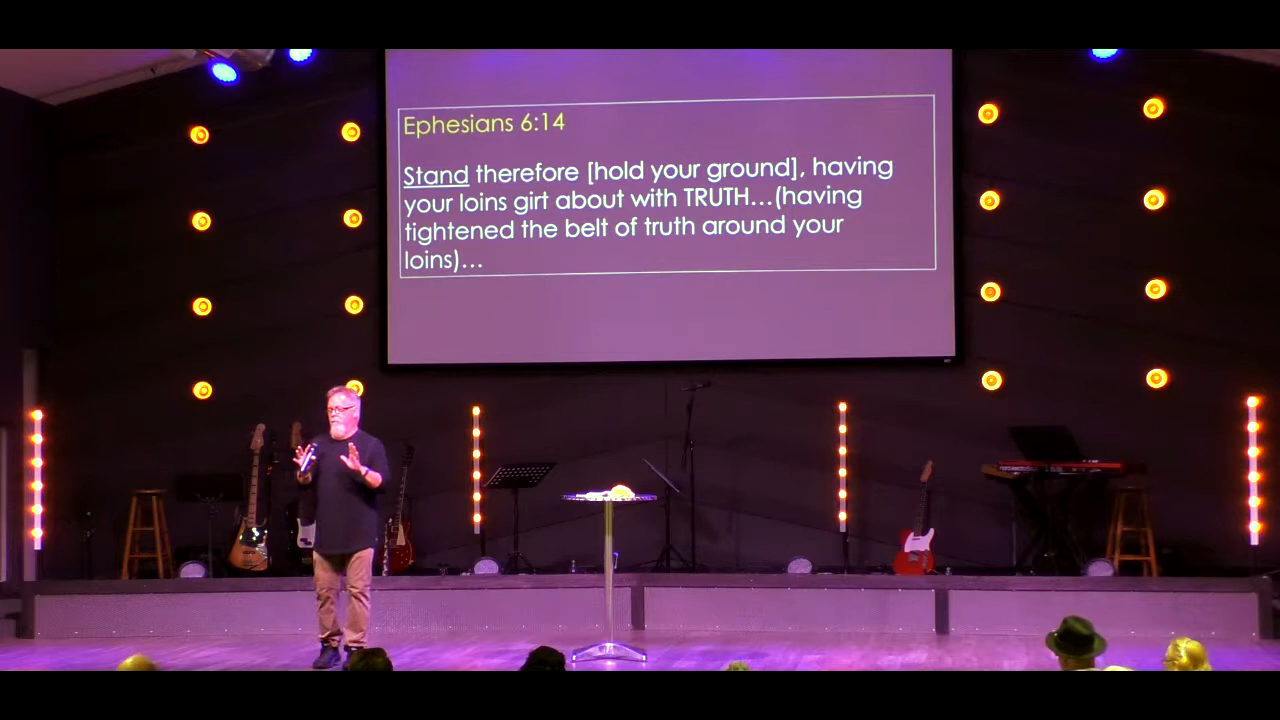 Ephesians 6:14
Stand therefore [hold your ground], having
your loins girt about with TRUTH...(having
tightened the belt of truth around your
loins)...